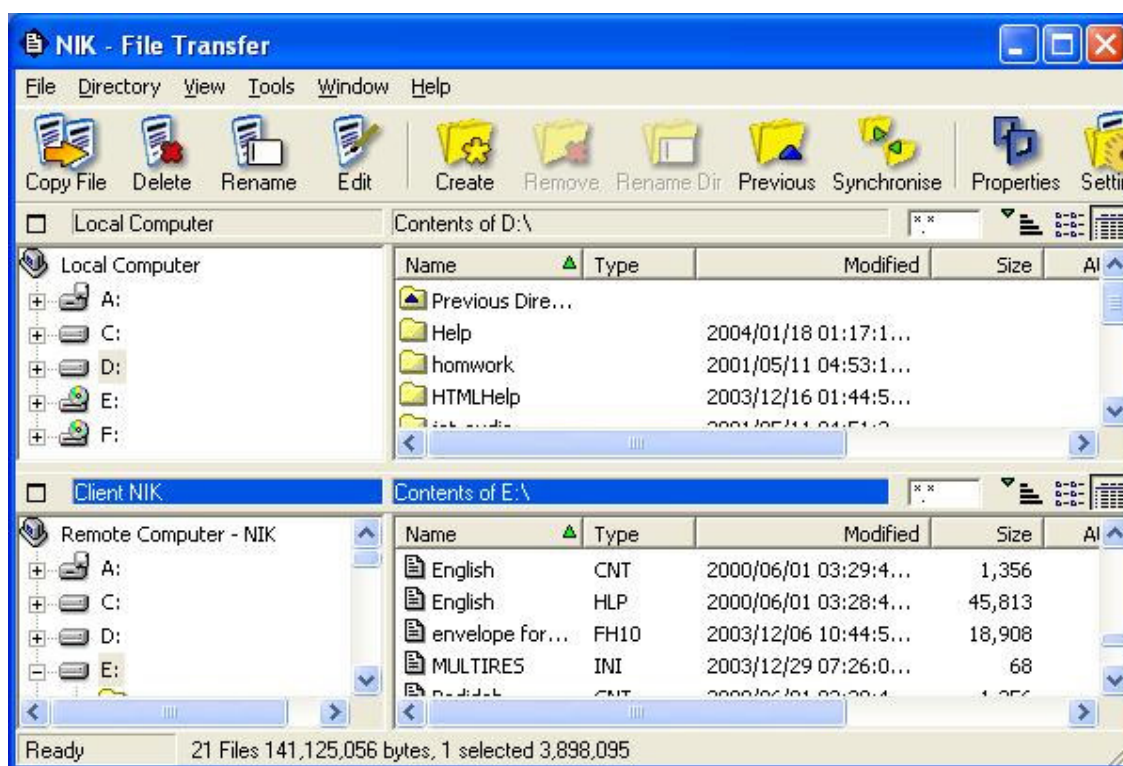 NIK - File Transfer
File Directory View Tools Window Help
Copy File Delete Rename Edit Create Remove Rename Dir Previous Synchronise Properties Setti
Local Computer Contents of D:\ *.*
Local Computer Name Type Modified Size
A: Previous Dire...
C: Help 2004/01/18 01:17:1...
D: homwork 2001/05/11 04:53:1...
E: HTMLHelp 2003/12/16 01:44:5...
F:
Client NIK Contents of E:\ *.*
Remote Computer - NIK Name Type Modified Size
A: English CNT 2000/06/01 03:29:4... 1,356
C: English HLP 2000/06/01 03:28:4... 45,813
D: envelope for... FH10 2003/12/06 10:44:5... 18,908
E: MULTIRES INI 2003/12/29 07:26:0... 68
Ready 21 Files 141,125,056 bytes, 1 selected 3,898,095